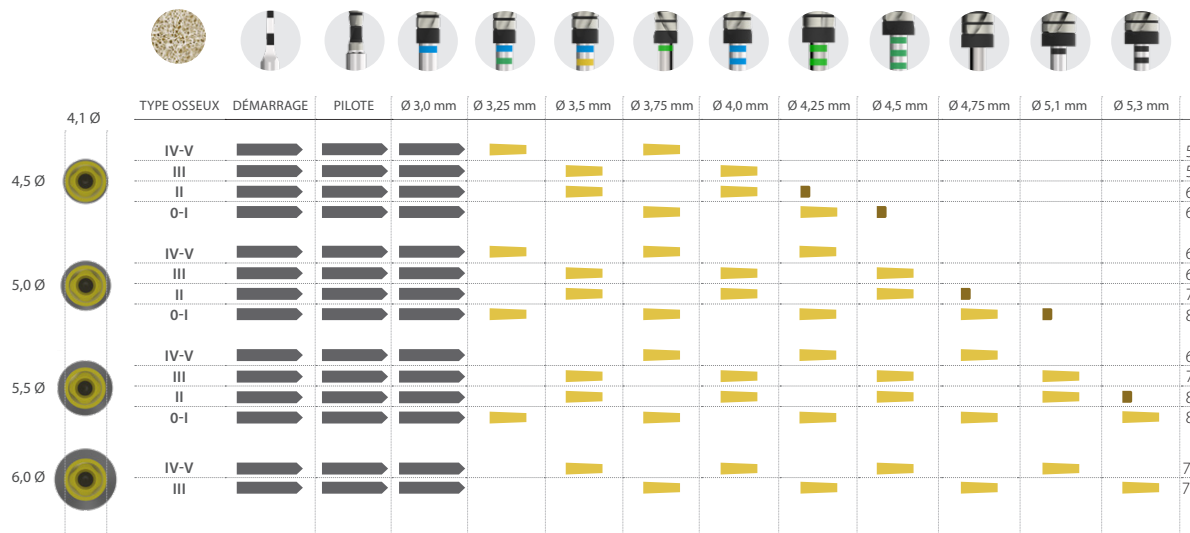 TYPE OSSEUX DÉMARRAGE PILOTE Ø 3,0 mm Ø 3,25 mm Ø 3,5 mm Ø 3,75 mm Ø 4,0 mm Ø 4,25 mm Ø 4,5 mm Ø 4,75 mm Ø 5,1 mm Ø 5,3 mm
4,1 Ø
4,5 Ø
IV-V
III
II
0-I
5,0 Ø
IV-V
III
II
0-I
5,5 Ø
IV-V
III
II
0-I
6,0 Ø
IV-V
III